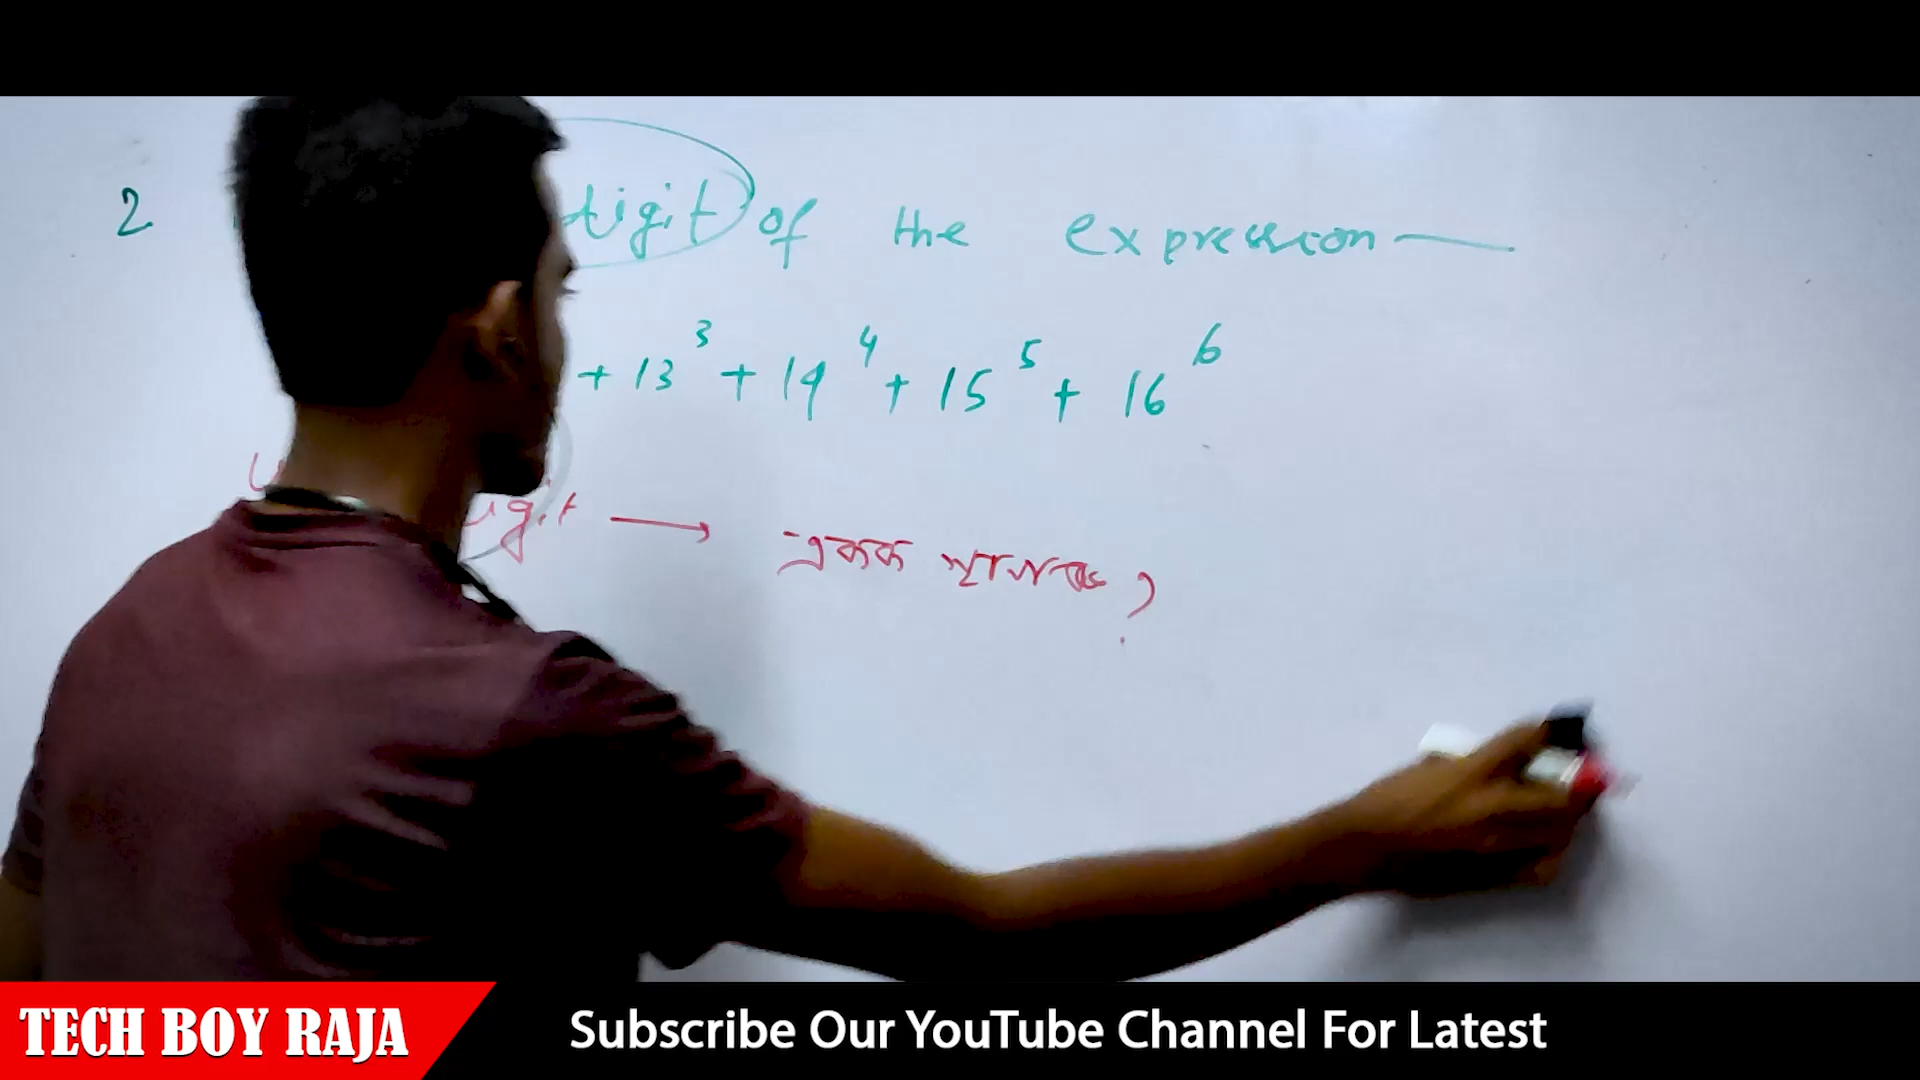 2 digit of the expression —
+ 13³ + 14⁴ + 15⁵ + 16⁶
digit → একক স্থানাঙ্ক ?
TECH BOY RAJA Subscribe Our YouTube Channel For Latest